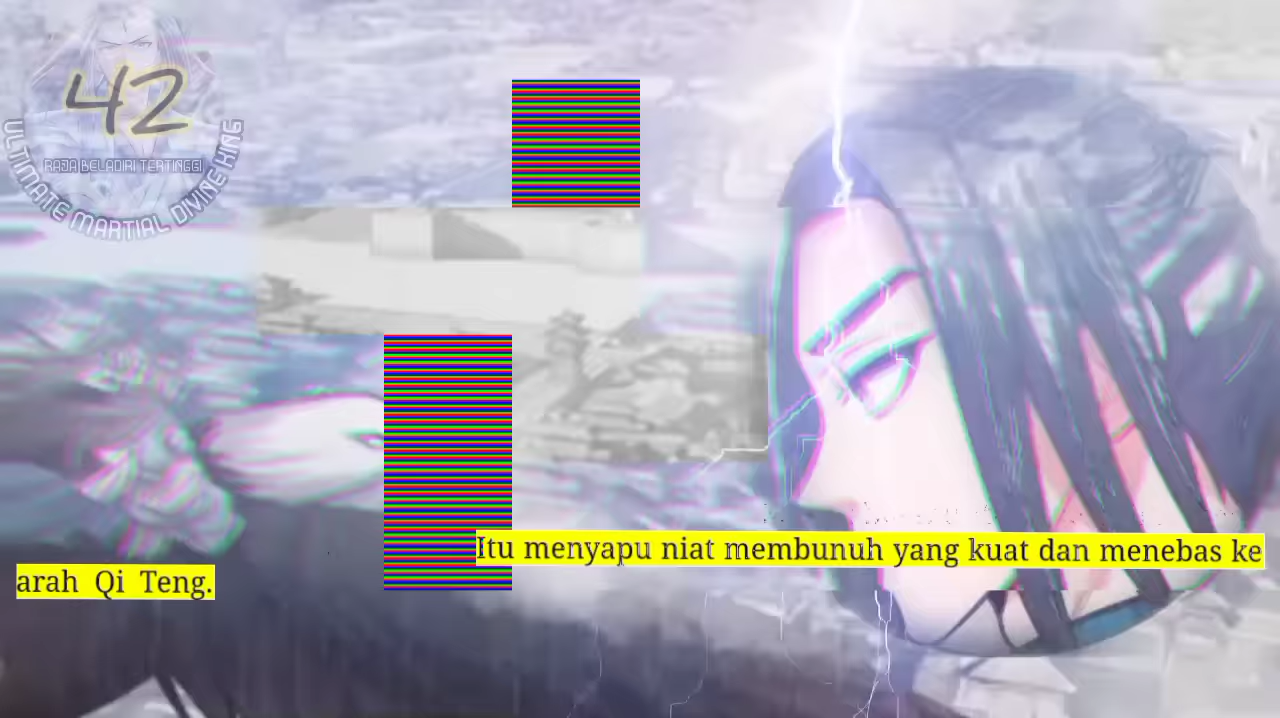 42
RAJA BELADIRI TERTINGGI
ULTIMATE MARTIAL DIVINE KING
Itu menyapu niat membunuh yang kuat dan menebas ke
arah Qi Teng.